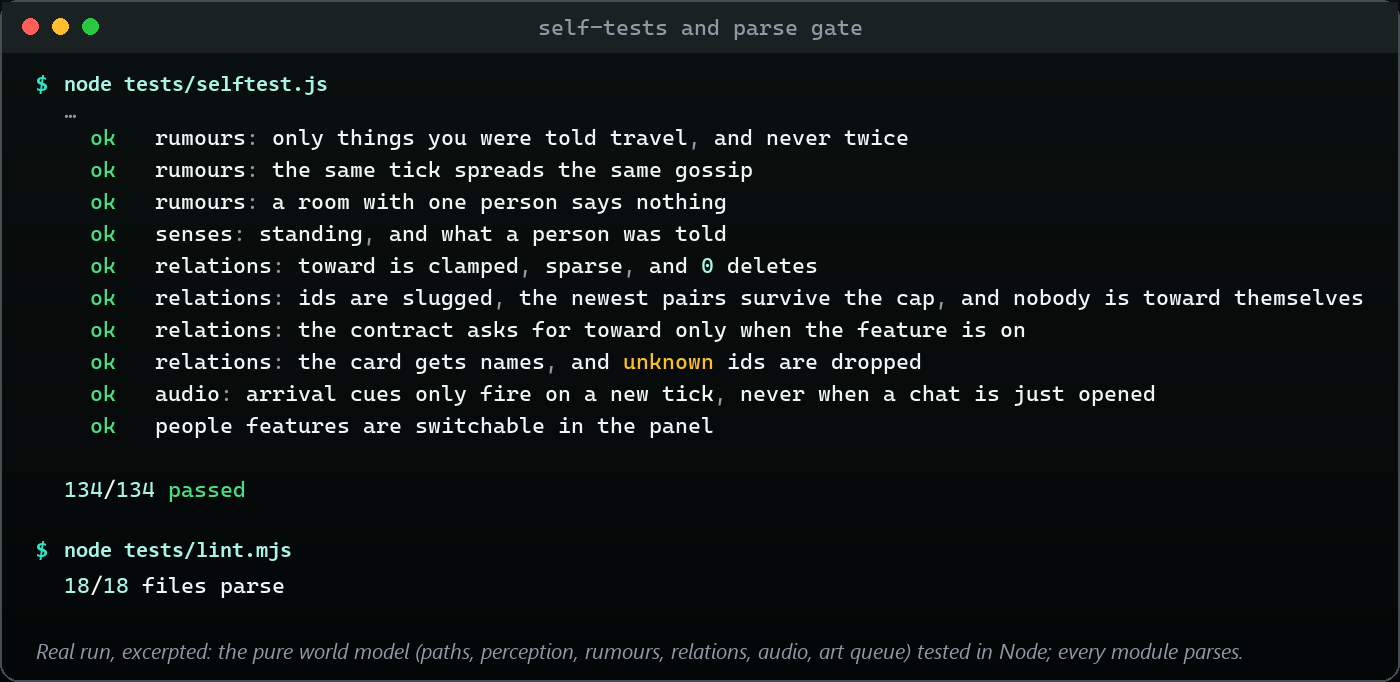 self-tests and parse gate
$ node tests/selftest.js
…
ok rumours: only things you were told travel, and never twice
ok rumours: the same tick spreads the same gossip
ok rumours: a room with one person says nothing
ok senses: standing, and what a person was told
ok relations: toward is clamped, sparse, and 0 deletes
ok relations: ids are slugged, the newest pairs survive the cap, and nobody is toward themselves
ok relations: the contract asks for toward only when the feature is on
ok relations: the card gets names, and unknown ids are dropped
ok audio: arrival cues only fire on a new tick, never when a chat is just opened
ok people features are switchable in the panel
134/134 passed
$ node tests/lint.mjs
18/18 files parse
Real run, excerpted: the pure world model (paths, perception, rumours, relations, audio, art queue) tested in Node; every module parses.